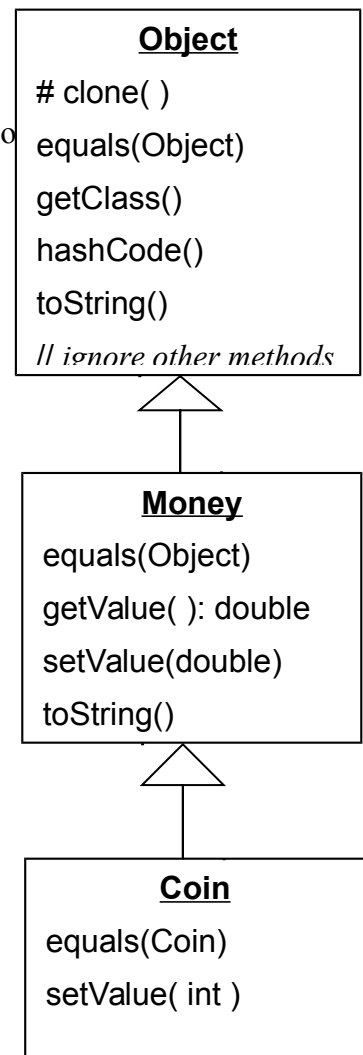 Object
# clone( )
o
equals(Object)
getClass()
hashCode()
toString()
// ignore other methods
Money
equals(Object)
getValue( ): double
setValue(double)
toString()
Coin
equals(Coin)
setValue( int )